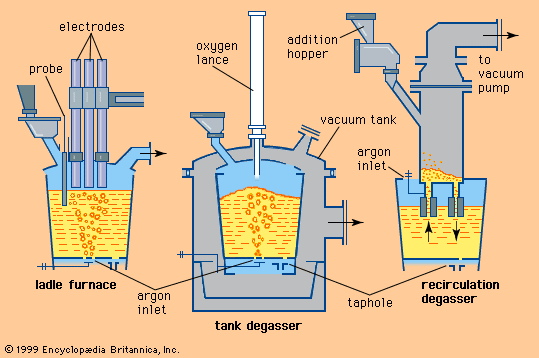 electrodes
probe
oxygen
lance
addition
hopper
to
vacuum
pump
vacuum tank
argon
inlet
ladle furnace
argon
inlet
tank degasser
taphole
recirculation
degasser
© 1999 Encyclopædia Britannica, Inc.